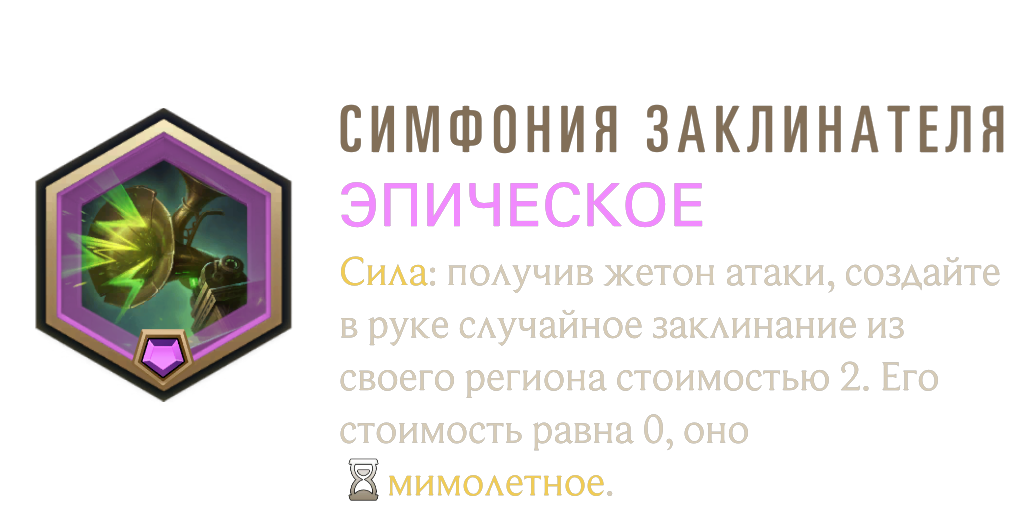 СИМФОНИЯ ЗАКЛИНАТЕЛЯ
ЭПИЧЕСКОЕ
Сила: получив жетон атаки, создайте
в руке случайное заклинание из
своего региона стоимостью 2. Его
стоимость равна 0, оно
мимолетное.